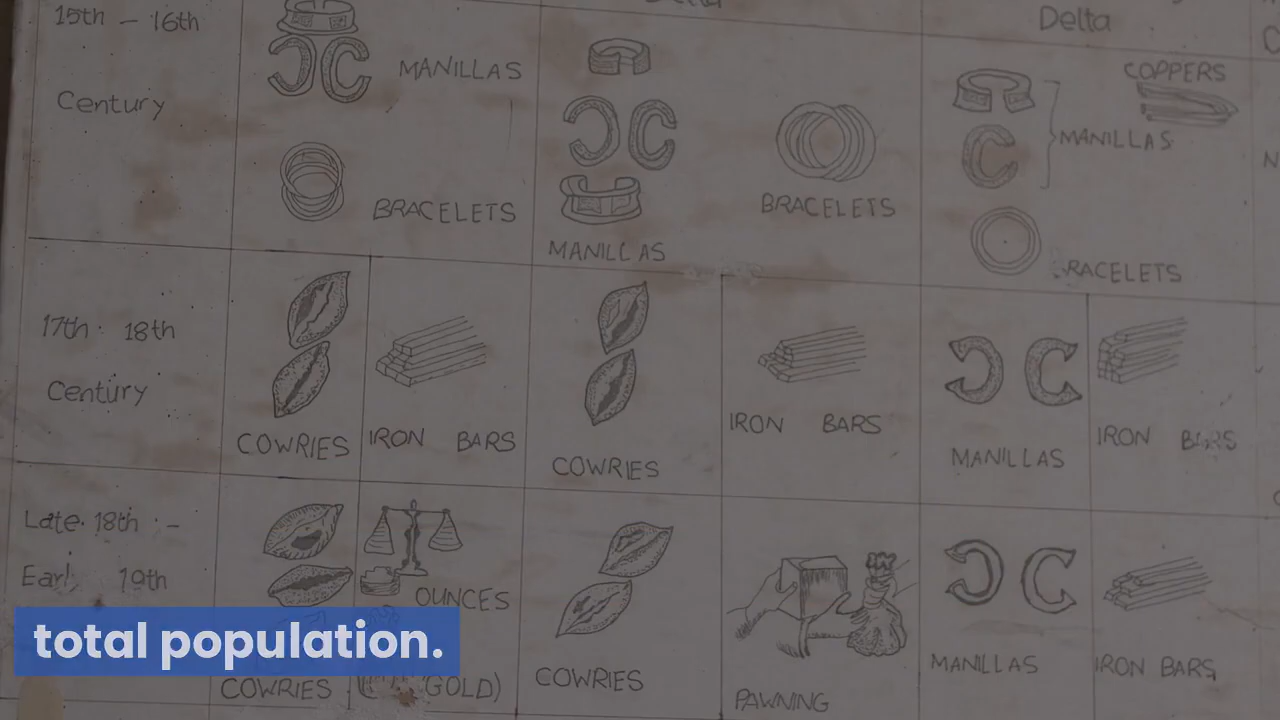 15th - 16th
Century
MANILLAS
BRACELETS
MANILLAS
BRACELETS
Delta
COPPERS
MANILLAS
BRACELETS
17th - 18th
Century
COWRIES
IRON BARS
COWRIES
IRON BARS
MANILLAS
IRON BARS
Late 18th -
19th
COWRIES
OUNCES
GOLD)
COWRIES
PAWNING
MANILLAS
IRON BARS
total population.